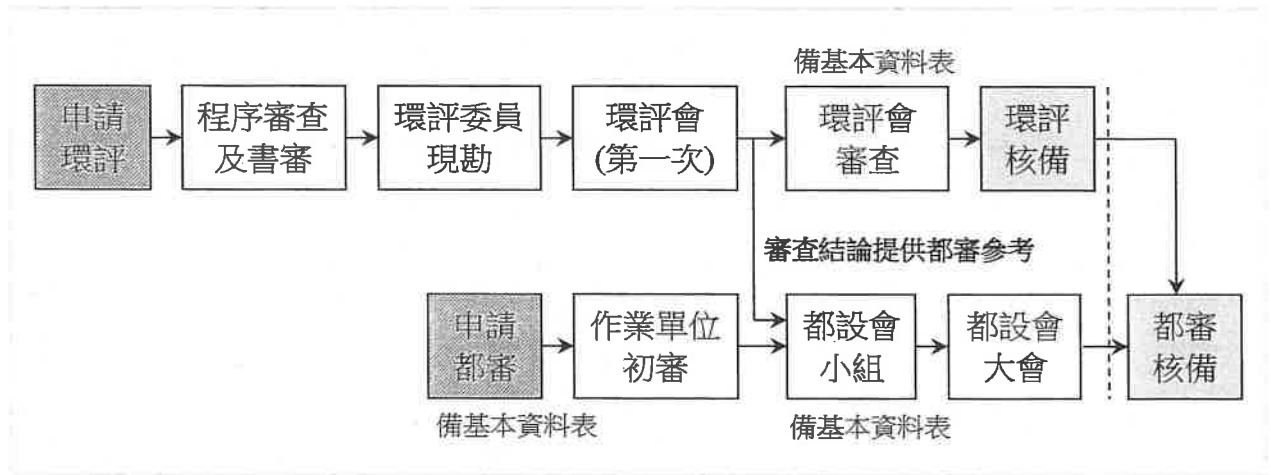 備基本資料表
申請
環評
程序審查
及書審
環評委員
現勘
環評會
(第一次)
環評會
審查
環評
核備
審查結論提供都審參考
申請
都審
作業單位
初審
都設會
小組
都設會
大會
都審
核備
備基本資料表
備基本資料表